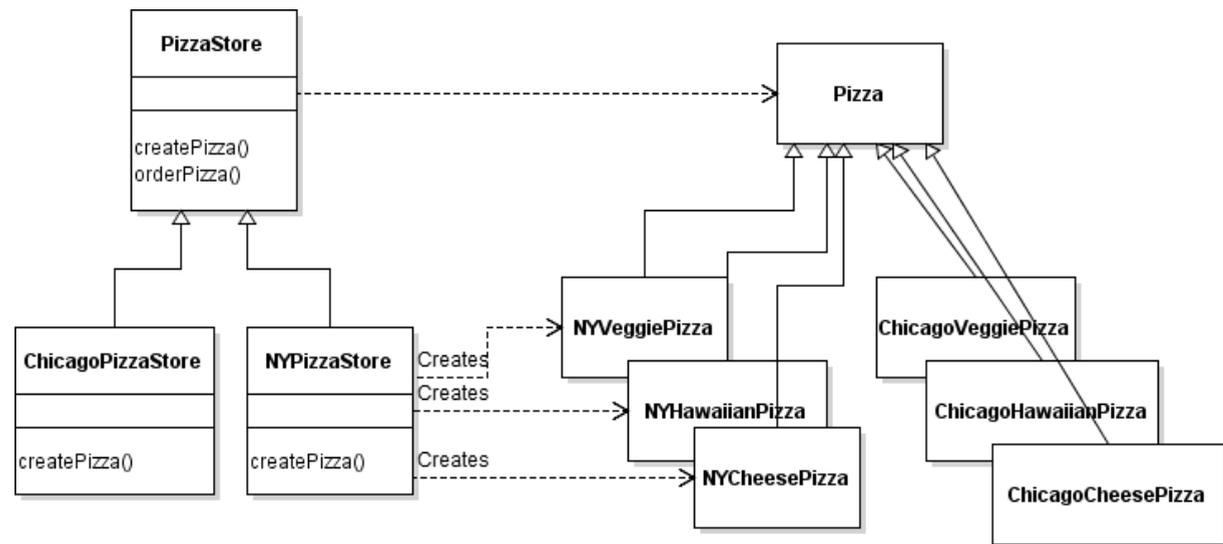 PizzaStore
createPizza()
orderPizza()
Pizza
ChicagoPizzaStore
createPizza()
NYPizzaStore
createPizza()
Creates
Creates
Creates
NYVeggiePizza
NYHawaiianPizza
NYCheesePizza
ChicagoVeggiePizza
ChicagoHawaiianPizza
ChicagoCheesePizza